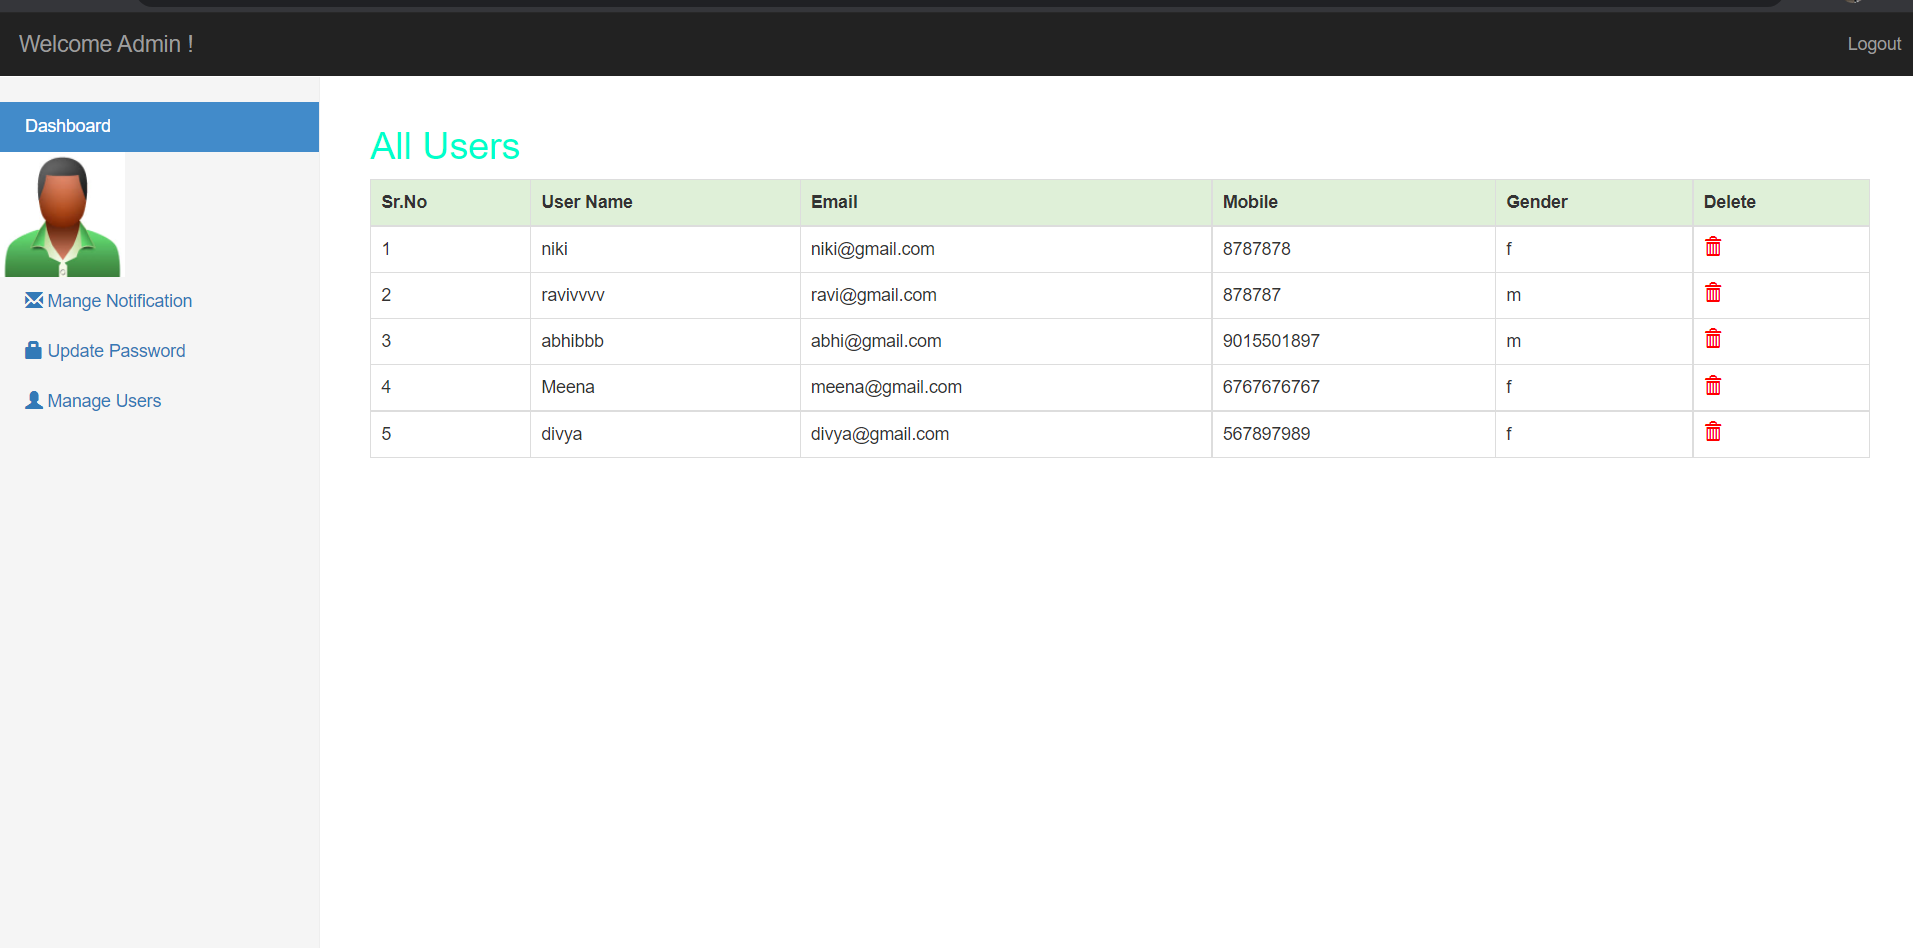 Welcome Admin !
Logout
Dashboard
Mange Notification
Update Password
Manage Users
All Users
Sr.No User Name Email Mobile Gender Delete
1 niki niki@gmail.com 8787878 f
2 ravivvvv ravi@gmail.com 878787 m
3 abhibbb abhi@gmail.com 9015501897 m
4 Meena meena@gmail.com 6767676767 f
5 divya divya@gmail.com 567897989 f